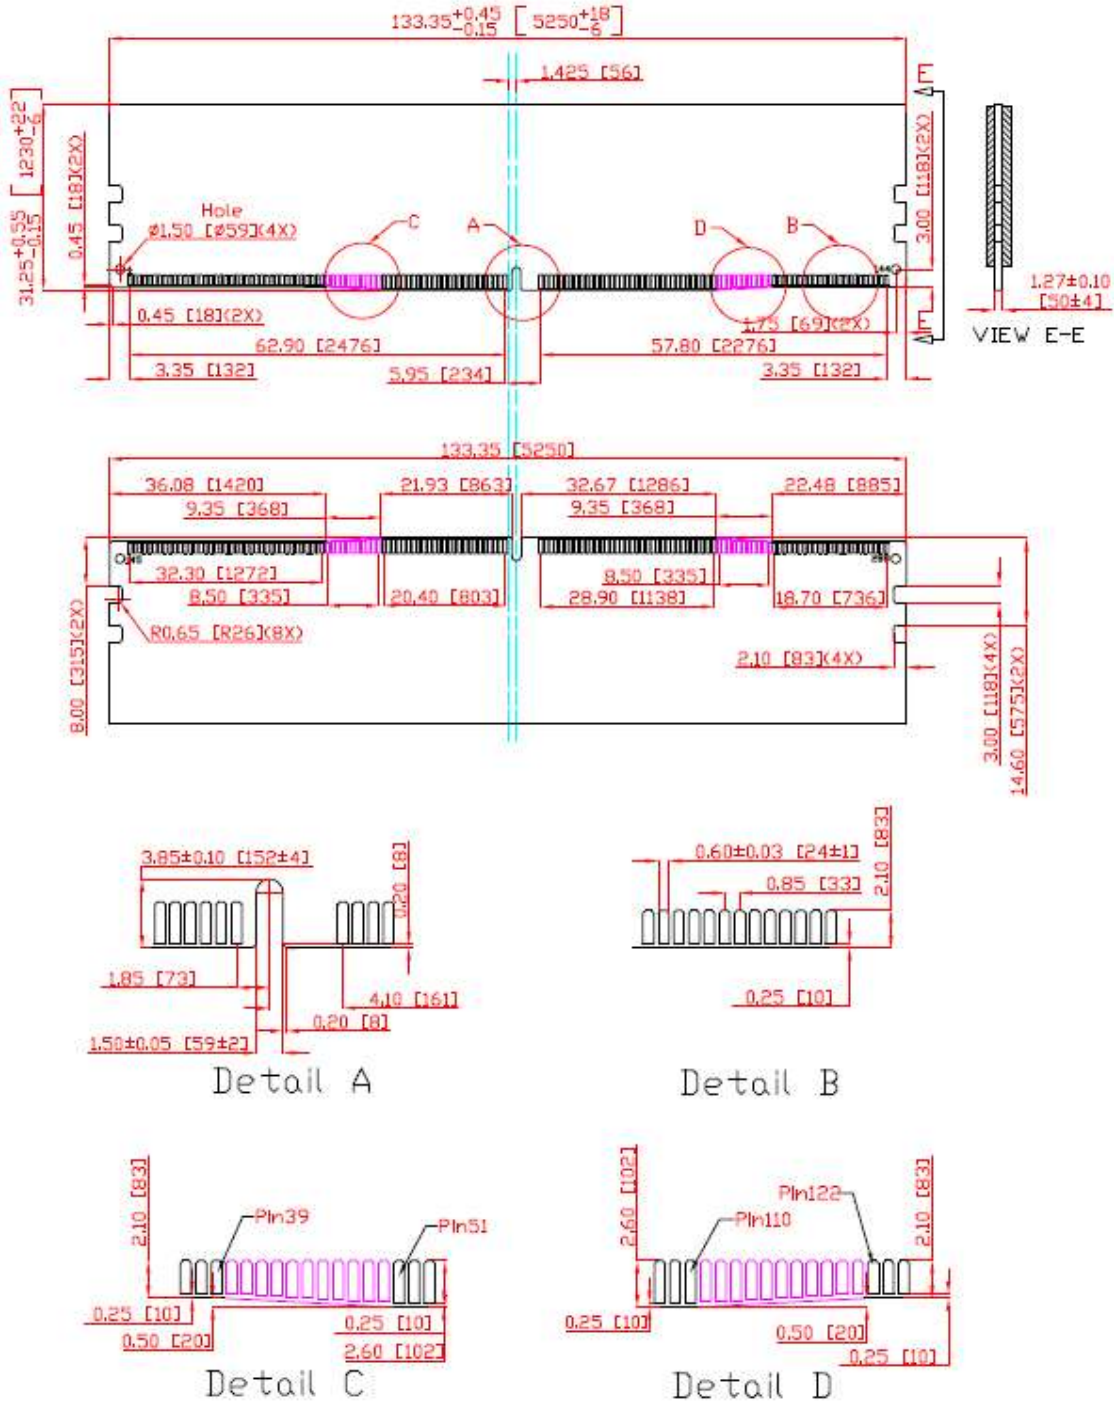 133.35+0.45-0.15 [5250+18-6]
1.425 [56]
E
31.25+0.55-0.15 [1230+22-6]
0.45 [18](2X)
3.00 [118](2X)
Hole
Ø1.50 [Ø59](4X)
C
A
D
B
1
144
0.45 [18](2X)
1.75 [69](2X)
E
1.27±0.10
[50±4]
VIEW E-E
62.90 [2476]
57.80 [2276]
3.35 [132]
5.95 [234]
3.35 [132]
133.35 [5250]
36.08 [1420]
21.93 [863]
32.67 [1286]
22.48 [885]
9.35 [368]
9.35 [368]
145
288
32.30 [1272]
8.50 [335]
8.50 [335]
20.40 [803]
28.90 [1138]
18.70 [736]
R0.65 [R26](8X)
8.00 [315](2X)
2.10 [83](4X)
3.00 [118](4X)
14.60 [575](2X)
3.85±0.10 [152±4]
0.20 [8]
1.85 [73]
4.10 [161]
0.20 [8]
1.50±0.05 [59±2]
Detail A
0.60±0.03 [24±1]
2.10 [83]
0.85 [33]
0.25 [10]
Detail B
2.10 [83]
Pin39
Pin51
0.25 [10]
0.50 [20]
0.25 [10]
2.60 [102]
Detail C
2.60 [102]
Pin122
Pin110
2.10 [83]
0.25 [10]
0.50 [20]
0.25 [10]
Detail D